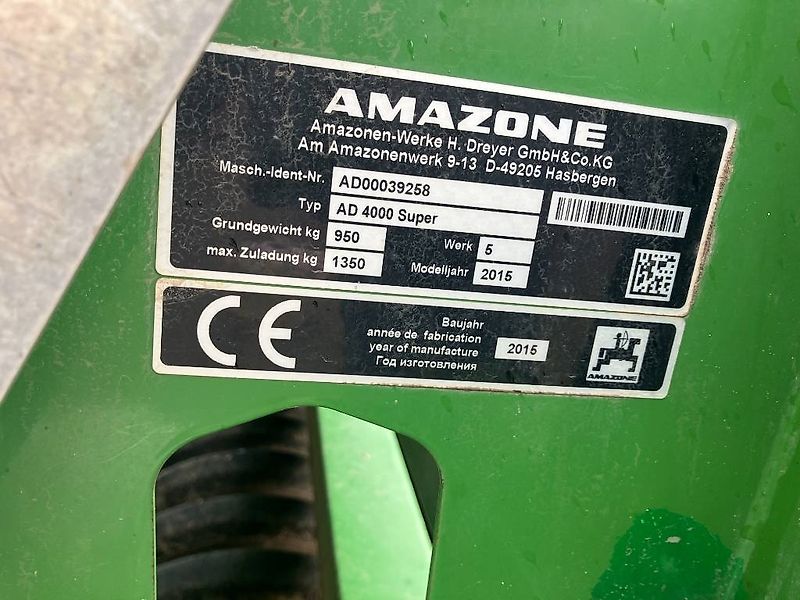 AMAZONE
Amazonen-Werke H. Dreyer GmbH&Co.KG
Am Amazonenwerk 9-13 D-49205 Hasbergen
Masch.-Ident-Nr. AD00039258
Typ AD 4000 Super
Grundgewicht kg 950 Werk 5
max. Zuladung kg 1350 Modelljahr 2015
CE
Baujahr
année de fabrication
year of manufacture 2015
Год изготовления
AMAZONE